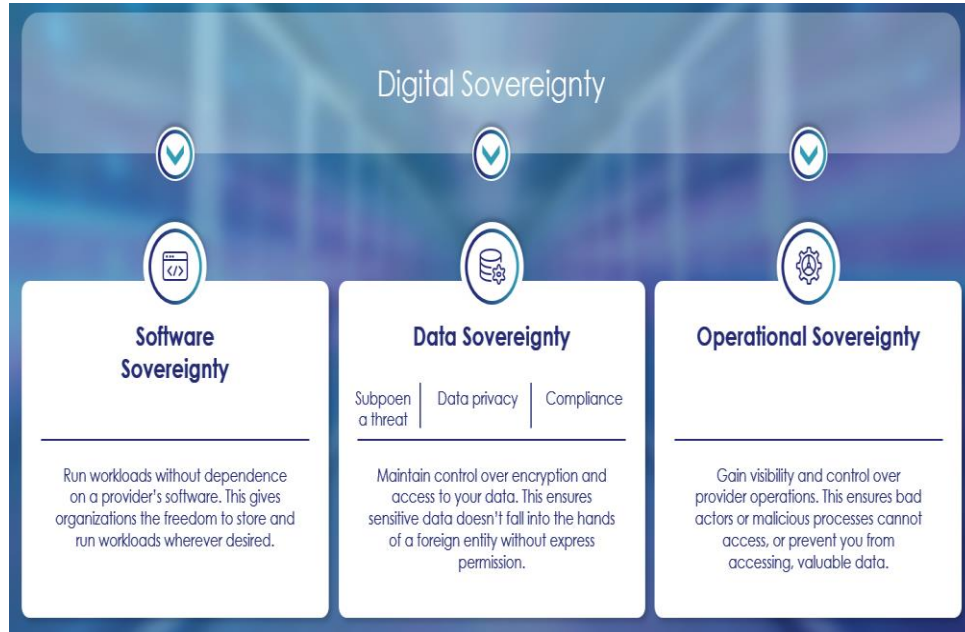 Digital Sovereignty
Software
Sovereignty
Run workloads without dependence
on a provider's software. This gives
organizations the freedom to store and
run workloads wherever desired.
Data Sovereignty
Subpoen
a threat
Data privacy
Compliance
Maintain control over encryption and
access to your data. This ensures
sensitive data doesn't fall into the hands
of a foreign entity without express
permission.
Operational Sovereignty
Gain visibility and control over
provider operations. This ensures bad
actors or malicious processes cannot
access, or prevent you from
accessing, valuable data.